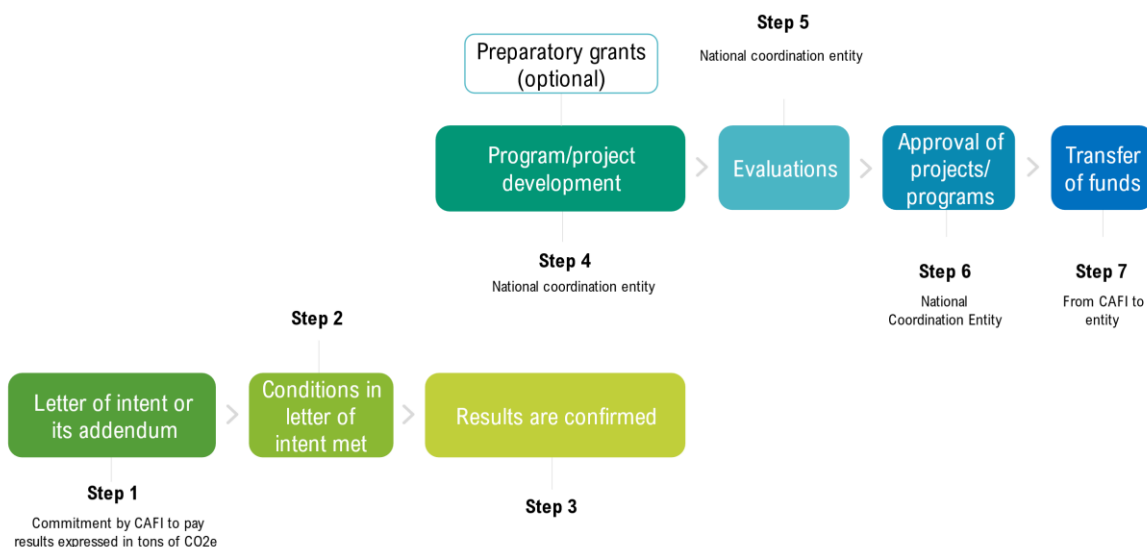 Step 5
National coordination entity
Preparatory grants
(optional)
Program/project
development
Evaluations
Approval of
projects/
programs
Transfer
of funds
Step 4
National coordination entity
Step 6
National
Coordination Entity
Step 7
From CAFI to
entity
Step 2
Letter of intent or
its addendum
Conditions in
letter of
intent met
Results are confirmed
Step 1
Commitment by CAFI to pay
results expressed in tons of CO2e
Step 3